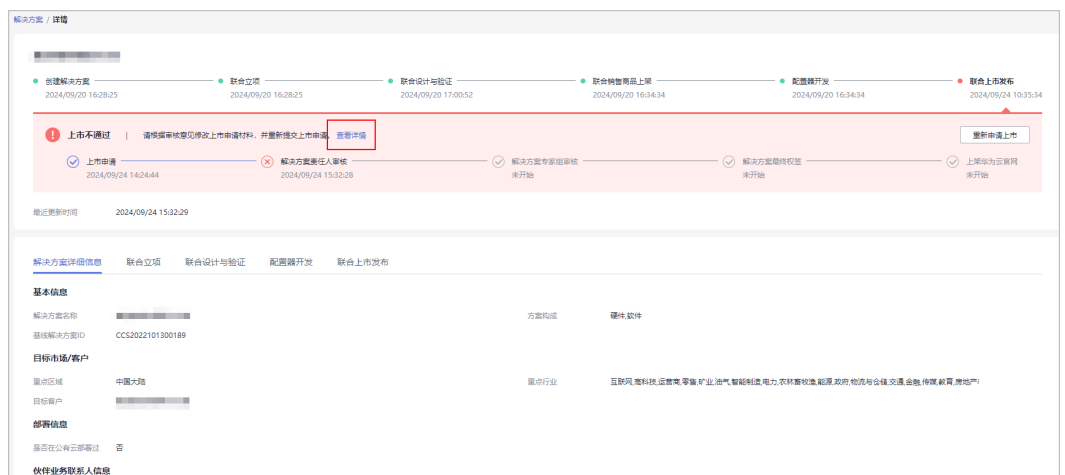 解决方案 / 详情
创建解决方案 联合立项 联合设计与验证 联合销售商品上架 配置器开发 联合上市发布
2024/09/20 16:28:25 2024/09/20 16:28:25 2024/09/20 17:00:52 2024/09/20 16:34:34 2024/09/20 16:34:34 2024/09/24 10:35:34
上市不通过 | 请根据审核意见修改上市申请材料，并重新提交上市申请。 查看详情 重新申请上市
上市申请 解决方案责任人审核 解决方案专家组审核 解决方案最终权签 上架华为云官网
2024/09/24 14:24:44 2024/09/24 15:32:28 未开始 未开始 未开始
最近更新时间 2024/09/24 15:32:29
解决方案详细信息 联合立项 联合设计与验证 配置器开发 联合上市发布
基本信息
解决方案名称 方案构成 硬件,软件
基线解决方案ID CCS2022101300189
目标市场/客户
重点区域 中国大陆 重点行业 互联网,高科技,运营商,零售,矿业,油气,智能制造,电力,农林畜牧渔,能源,政府,物流与仓储,交通,金融,传媒,教育,房地产
目标客户
部署信息
是否在公有云部署过 否
伙伴业务联系人信息